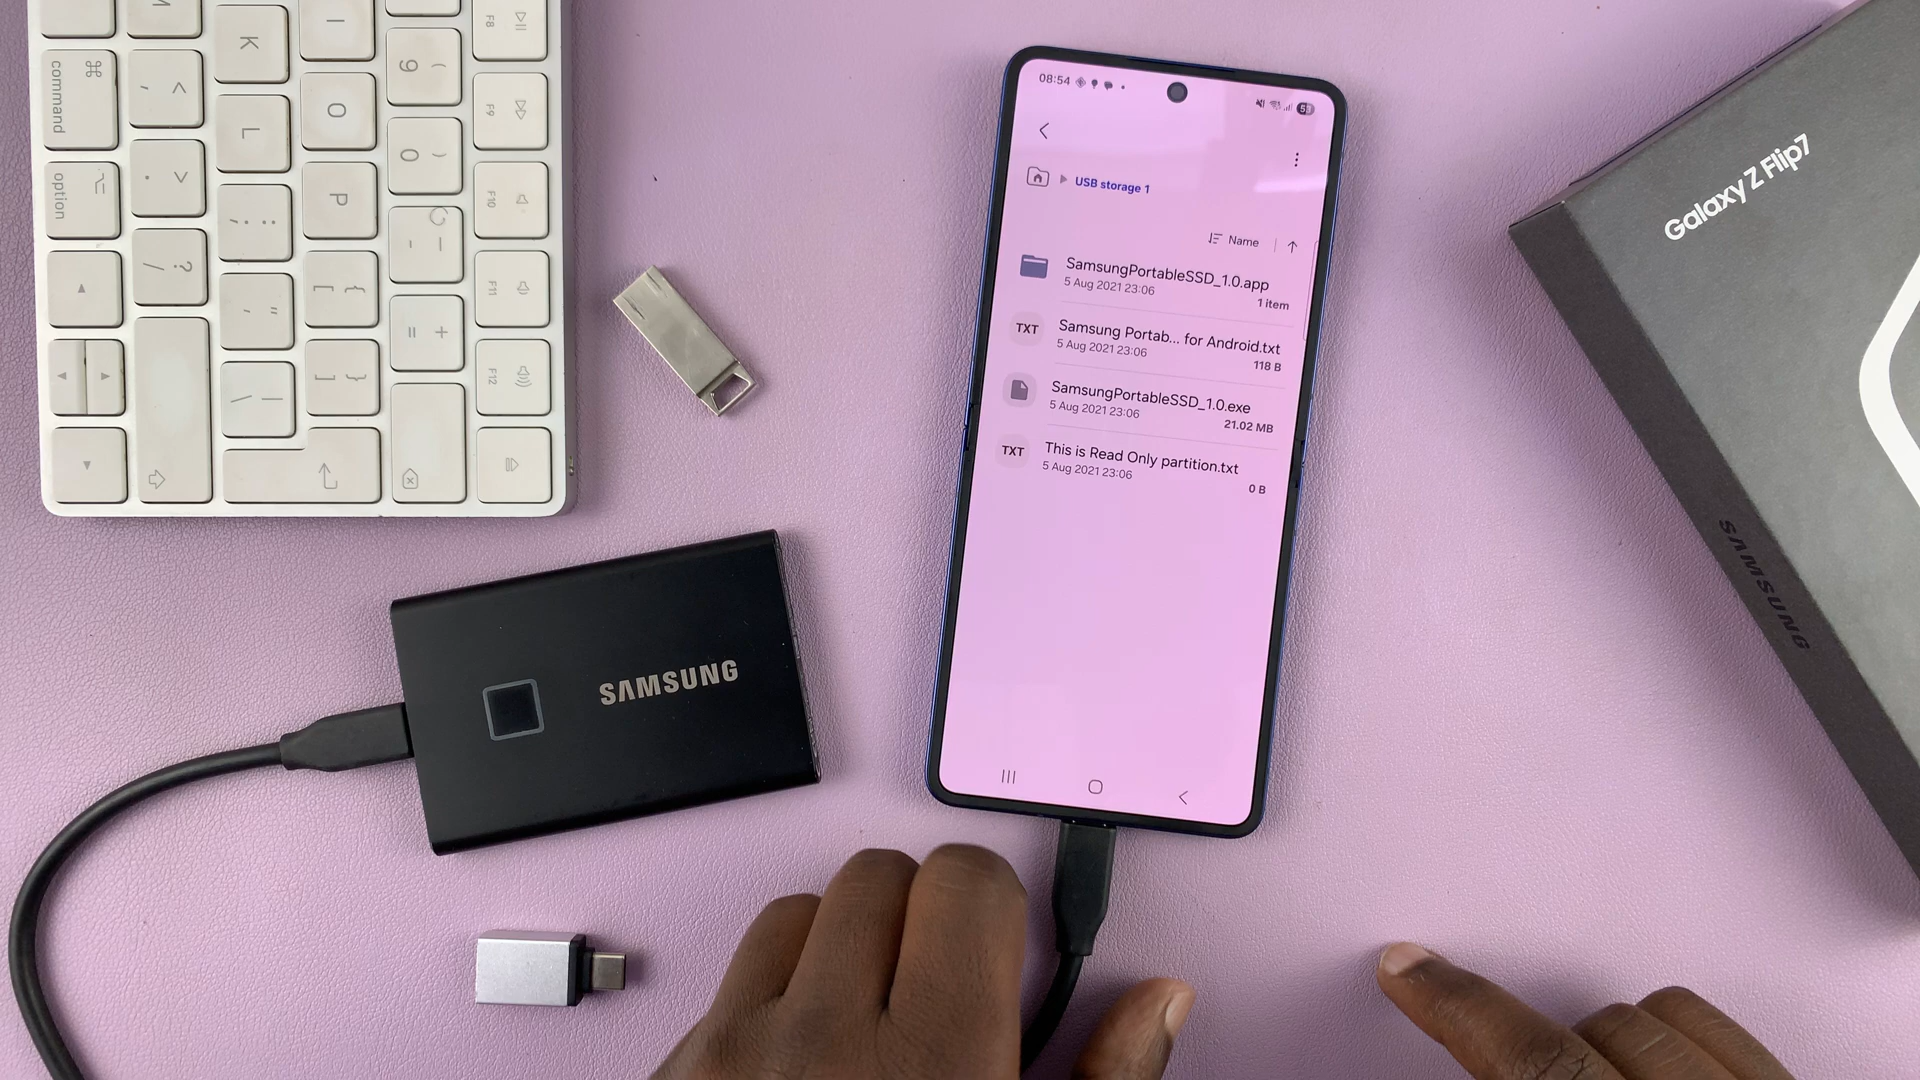 F8
K
I
9 (
F9
command
⌘
< ,
L
O
0 )
F10
option
> .
: ;
P
- _
F11
? /
" '
{ [
+ =
F12
| \
} ]
SAMSUNG
08:54
53
USB storage 1
Name
SamsungPortableSSD_1.0.app
5 Aug 2021 23:06
1 item
TXT
Samsung Portab... for Android.txt
5 Aug 2021 23:06
118 B
SamsungPortableSSD_1.0.exe
5 Aug 2021 23:06
21.02 MB
TXT
This is Read Only partition.txt
5 Aug 2021 23:06
0 B
Galaxy Z Flip7
SAMSUNG